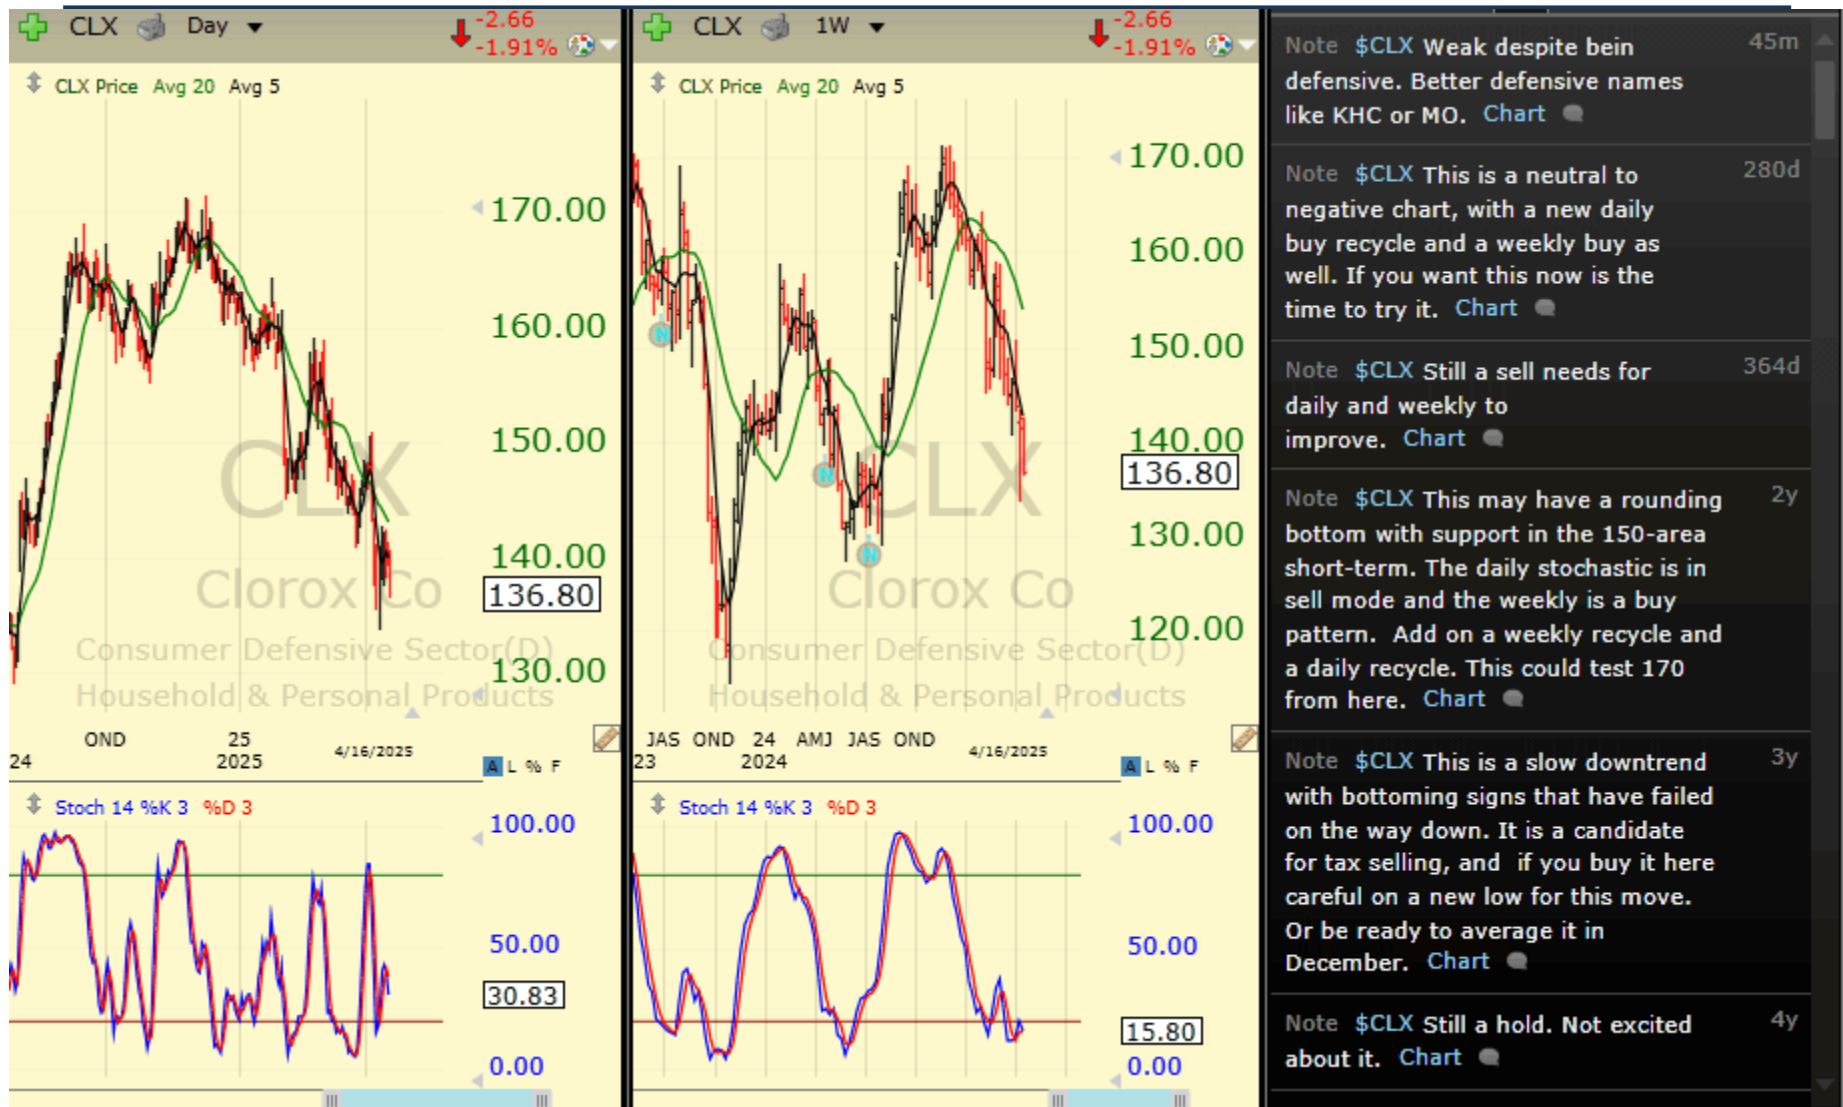 CLX Day
-2.66
-1.91%
CLX Price Avg 20 Avg 5
170.00
160.00
150.00
140.00
136.80
130.00
CLX
Clorox Co
Consumer Defensive Sector(D)
Household & Personal Products
OND 25
24 2025 4/16/2025
A L % F
Stoch 14 %K 3 %D 3
100.00
50.00
30.83
0.00
CLX 1W
-2.66
-1.91%
CLX Price Avg 20 Avg 5
170.00
160.00
150.00
140.00
136.80
130.00
120.00
N
N
N
CLX
Clorox Co
Consumer Defensive Sector(D)
Household & Personal Products
JAS OND 24 AMJ JAS OND
23 2024 4/16/2025
A L % F
Stoch 14 %K 3 %D 3
100.00
50.00
15.80
0.00
Note $CLX Weak despite bein 45m
defensive. Better defensive names
like KHC or MO. Chart
Note $CLX This is a neutral to 280d
negative chart, with a new daily
buy recycle and a weekly buy as
well. If you want this now is the
time to try it. Chart
Note $CLX Still a sell needs for 364d
daily and weekly to
improve. Chart
Note $CLX This may have a rounding 2y
bottom with support in the 150-area
short-term. The daily stochastic is in
sell mode and the weekly is a buy
pattern. Add on a weekly recycle and
a daily recycle. This could test 170
from here. Chart
Note $CLX This is a slow downtrend 3y
with bottoming signs that have failed
on the way down. It is a candidate
for tax selling, and if you buy it here
careful on a new low for this move.
Or be ready to average it in
December. Chart
Note $CLX Still a hold. Not excited 4y
about it. Chart